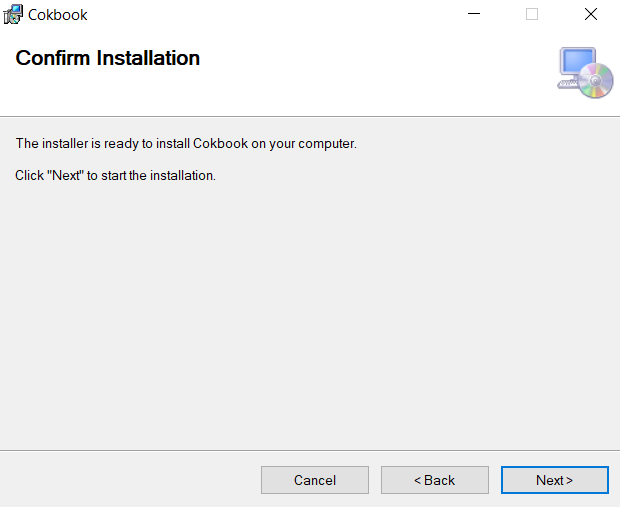 Cokbook
Confirm Installation
The installer is ready to install Cokbook on your computer.
Click "Next" to start the installation.
Cancel
< Back
Next >